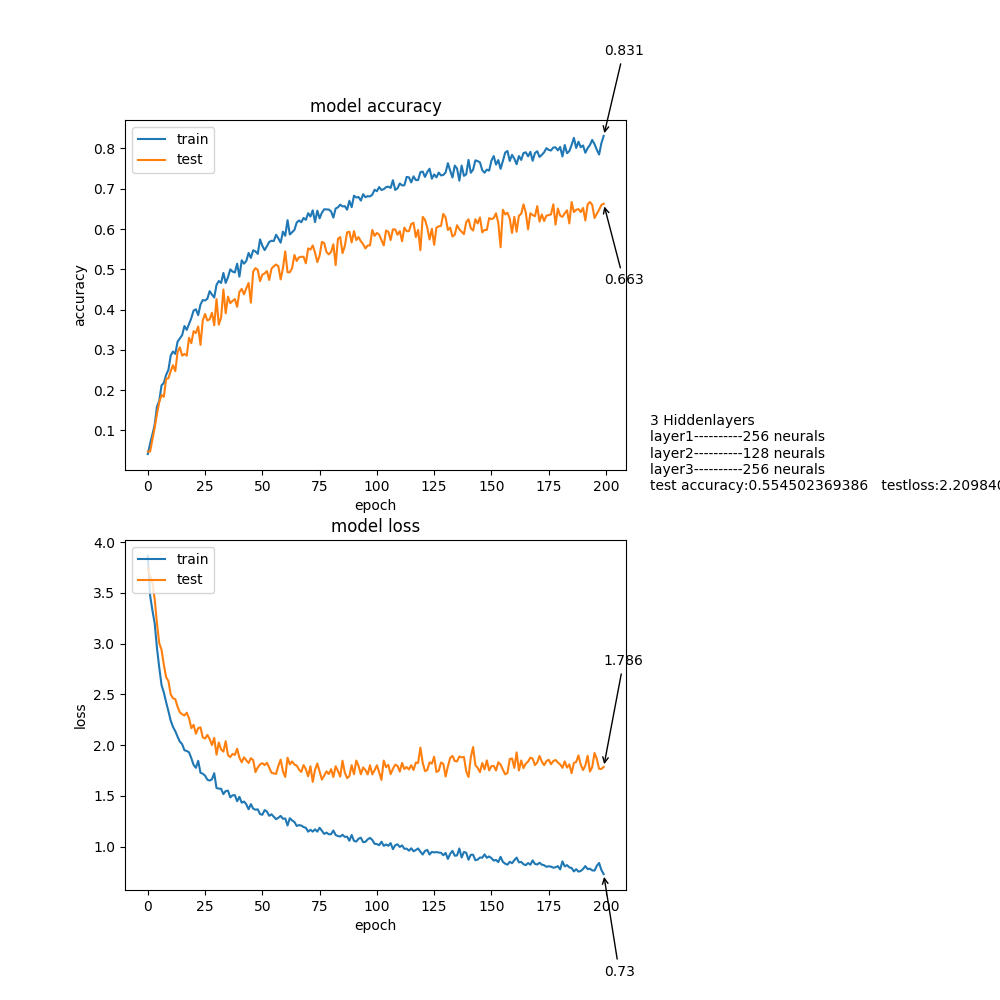 0.831
model accuracy
train
test
0.8
0.7
0.6
0.5
0.4
0.3
0.2
0.1
accuracy
0.663
0 25 50 75 100 125 150 175 200
epoch
3 Hiddenlayers
layer1----------256 neurals
layer2----------128 neurals
layer3----------256 neurals
test accuracy:0.554502369386 testloss:2.209840
model loss
train
test
4.0
3.5
3.0
2.5
2.0
1.5
1.0
loss
1.786
0 25 50 75 100 125 150 175 200
epoch
0.73